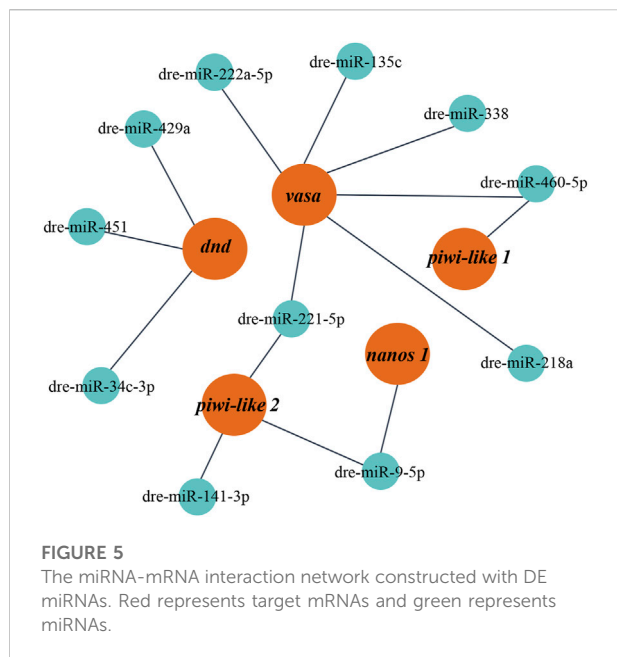 dre-miR-222a-5p
dre-miR-135c
dre-miR-429a
dre-miR-338
vasa
dre-miR-460-5p
dre-miR-451
dnd
piwi-like 1
dre-miR-221-5p
nanos 1
dre-miR-218a
dre-miR-34c-3p
piwi-like 2
dre-miR-9-5p
dre-miR-141-3p
FIGURE 5
The miRNA-mRNA interaction network constructed with DE
miRNAs. Red represents target mRNAs and green represents
miRNAs.